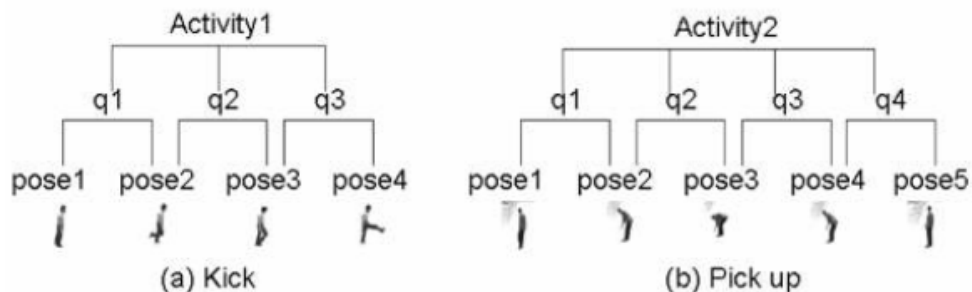 Activity1 Activity2
q1 q2 q3 q1 q2 q3 q4
pose1 pose2 pose3 pose4 pose1 pose2 pose3 pose4 pose5
(a) Kick (b) Pick up